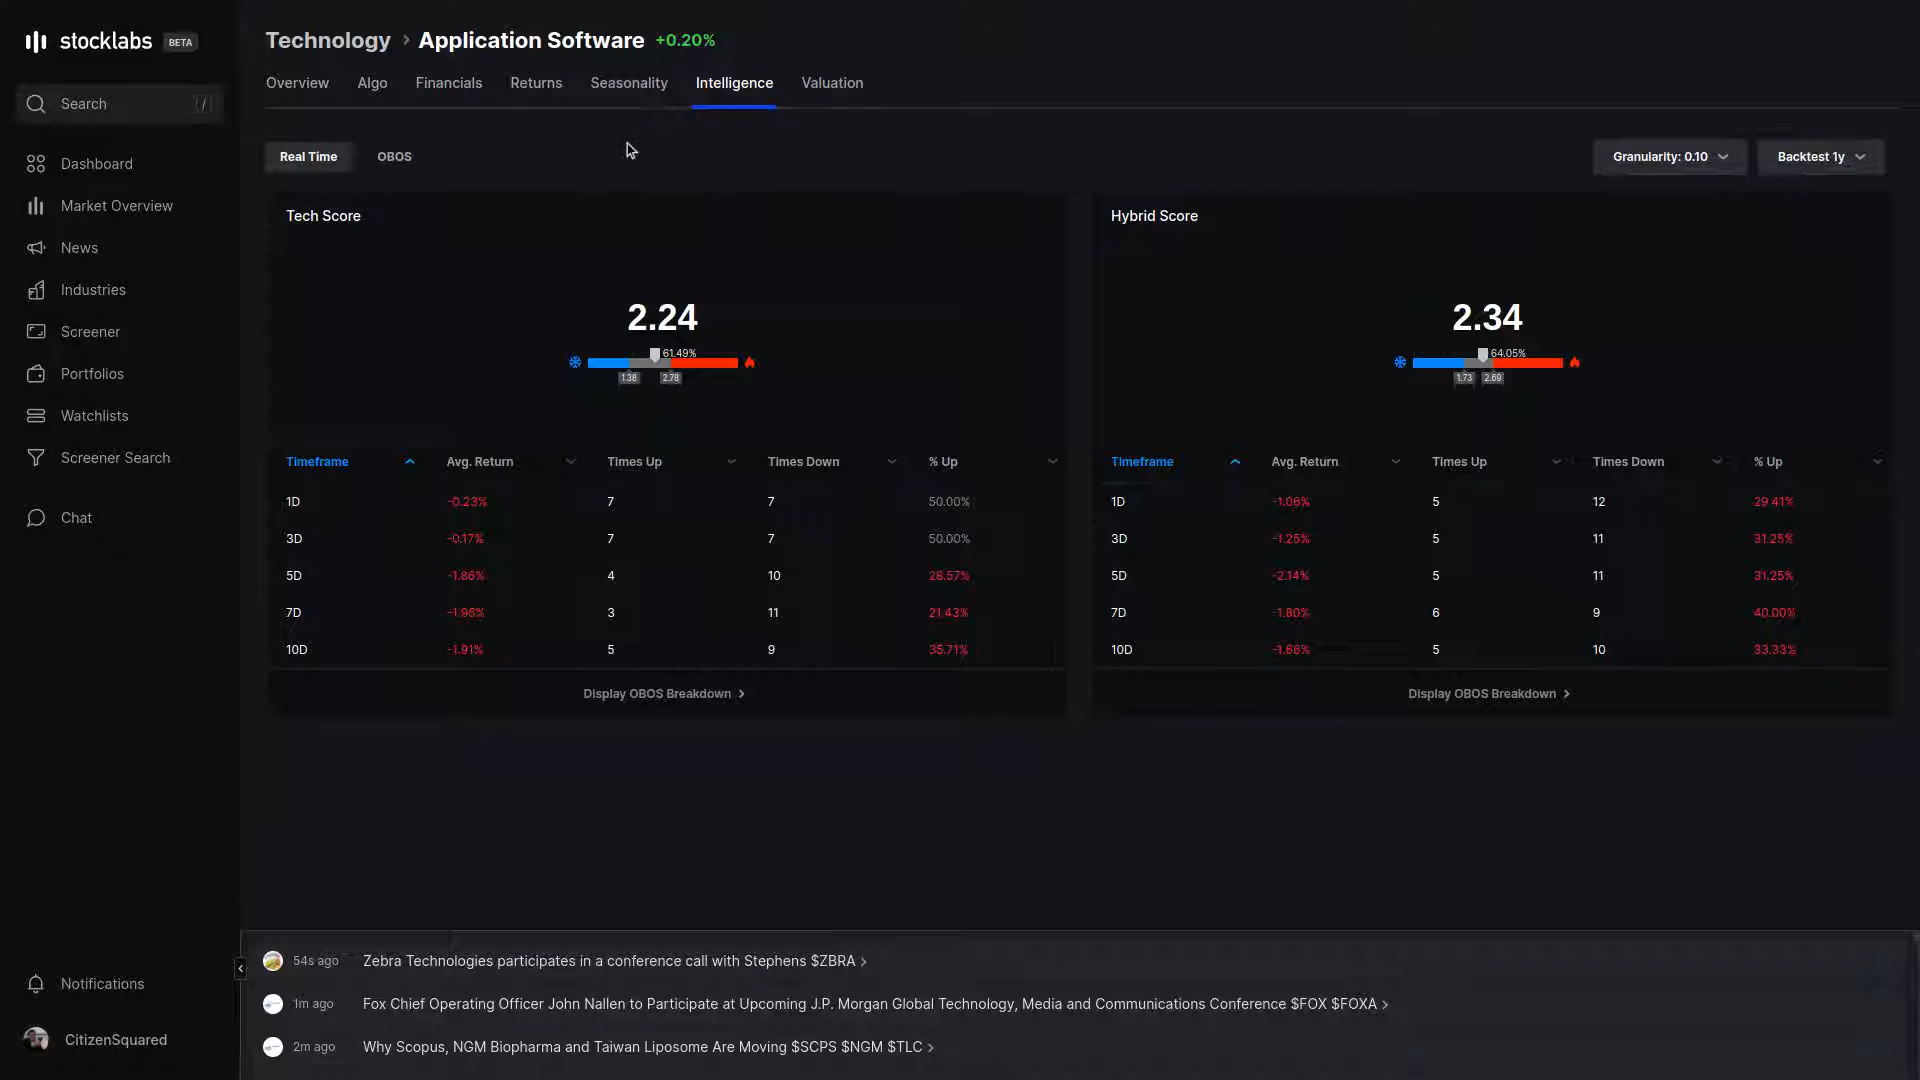 stocklabs BETA
Search /
Dashboard
Market Overview
News
Industries
Screener
Portfolios
Watchlists
Screener Search
Chat
Notifications
CitizenSquared
Technology > Application Software +0.20%
Overview Algo Financials Returns Seasonality Intelligence Valuation
Real Time OBOS Granularity: 0.10 Backtest 1y
Tech Score
2.24
61.49%
1.38 2.78
Timeframe Avg. Return Times Up Times Down % Up
1D -0.23% 7 7 50.00%
3D -0.17% 7 7 50.00%
5D -1.86% 4 10 28.57%
7D -1.96% 3 11 21.43%
10D -1.91% 5 9 35.71%
Display OBOS Breakdown >
Hybrid Score
2.34
64.05%
1.73 2.69
Timeframe Avg. Return Times Up Times Down % Up
1D -1.06% 5 12 29.41%
3D -1.25% 5 11 31.25%
5D -2.14% 5 11 31.25%
7D -1.80% 6 9 40.00%
10D -1.66% 5 10 33.33%
Display OBOS Breakdown >
54s ago Zebra Technologies participates in a conference call with Stephens $ZBRA >
1m ago Fox Chief Operating Officer John Nallen to Participate at Upcoming J.P. Morgan Global Technology, Media and Communications Conference $FOX $FOXA >
2m ago Why Scopus, NGM Biopharma and Taiwan Liposome Are Moving $SCPS $NGM $TLC >